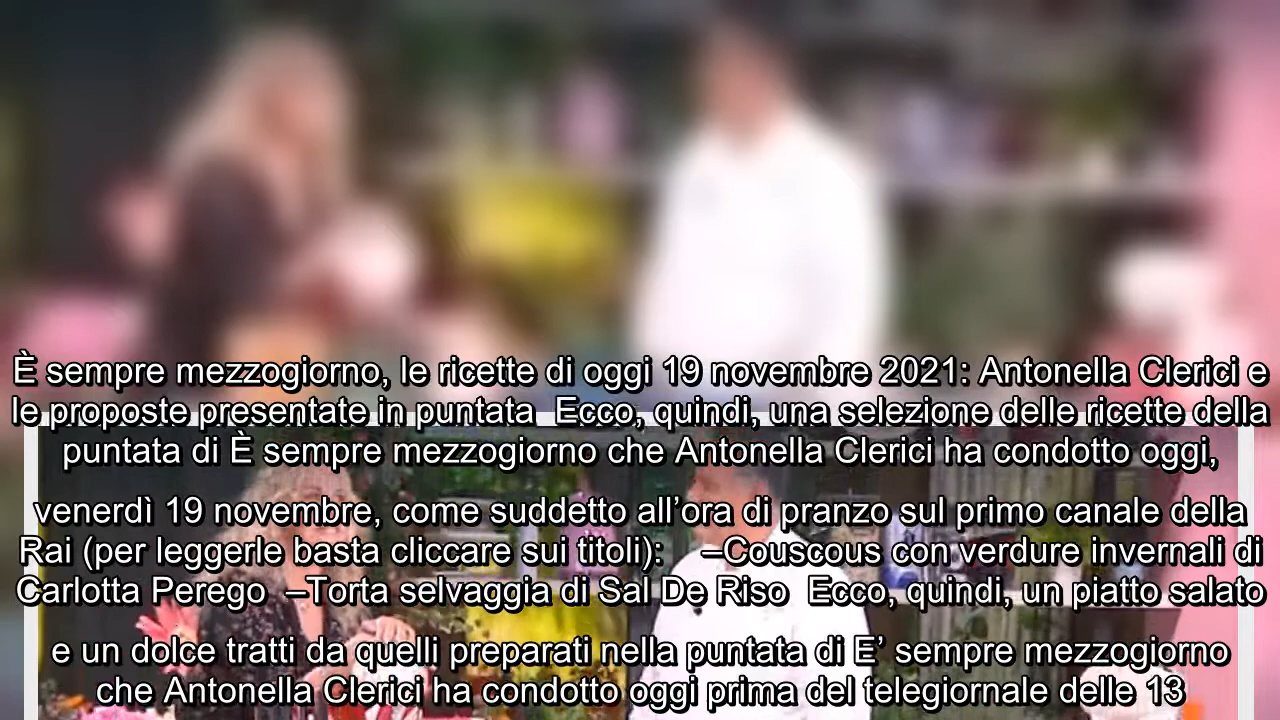 È sempre mezzogiorno, le ricette di oggi 19 novembre 2021: Antonella Clerici e
le proposte presentate in puntata  Ecco, quindi, una selezione delle ricette della
puntata di È sempre mezzogiorno che Antonella Clerici ha condotto oggi,
venerdì 19 novembre, come suddetto all’ora di pranzo sul primo canale della
Rai (per leggerle basta cliccare sui titoli):    –Couscous con verdure invernali di
Carlotta Perego  –Torta selvaggia di Sal De Riso  Ecco, quindi, un piatto salato
e un dolce tratti da quelli preparati nella puntata di E’ sempre mezzogiorno
che Antonella Clerici ha condotto oggi prima del telegiornale delle 13